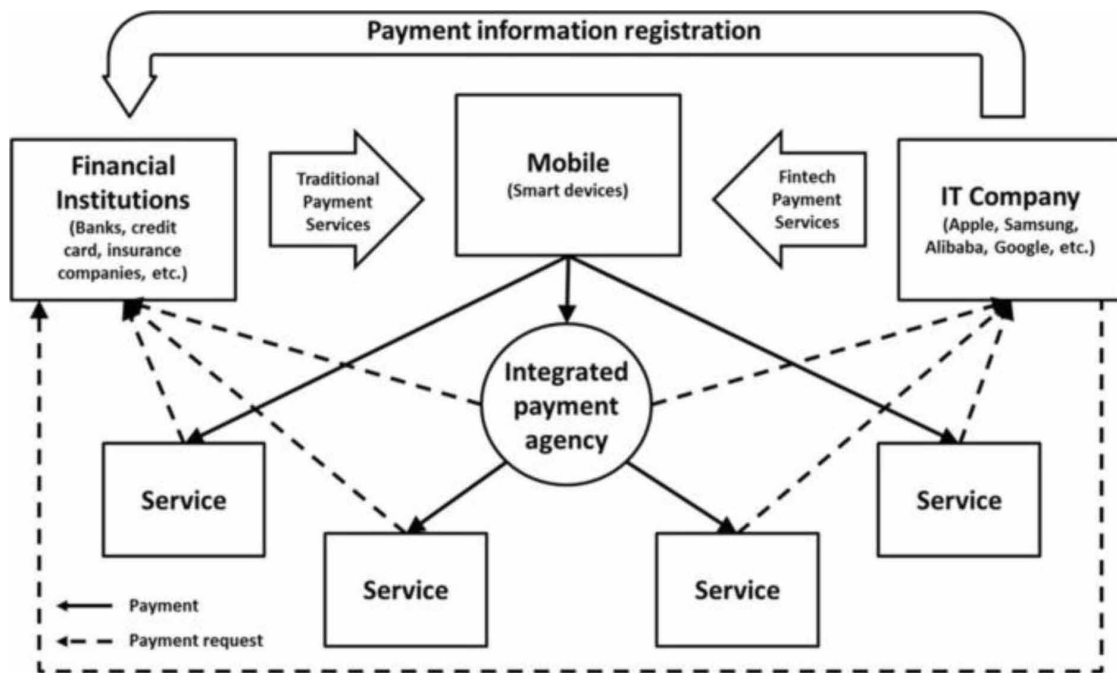 Payment information registration
Financial
Institutions
(Banks, credit
card, insurance
companies, etc.)
Traditional
Payment
Services
Mobile
(Smart devices)
Fintech
Payment
Services
IT Company
(Apple, Samsung,
Alibaba, Google, etc.)
Integrated
payment
agency
Service
Service
Service
Service
Payment
Payment request